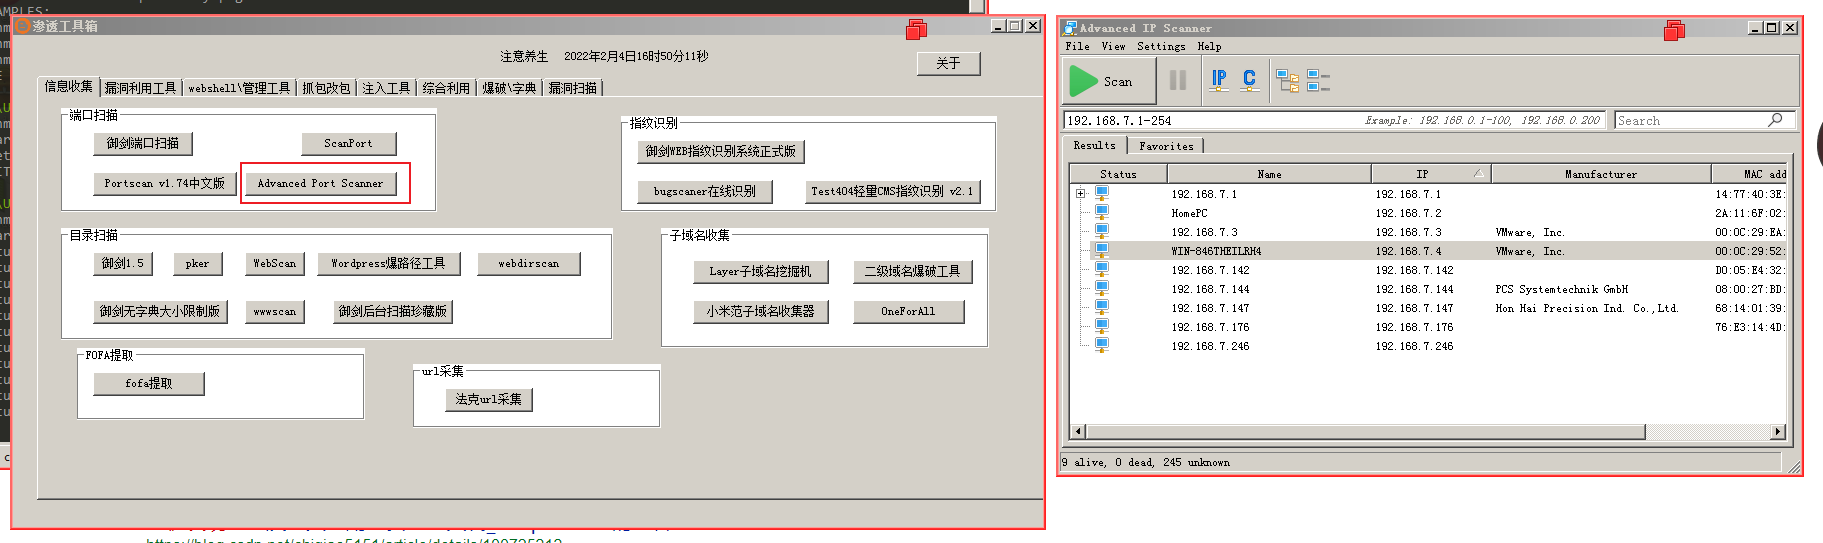 AMPLES:
渗透工具箱
注意养生 2022年2月4日16时50分11秒
关于
信息收集 漏洞利用工具 webshell\管理工具 抓包改包 注入工具 综合利用 爆破\字典 漏洞扫描
端口扫描
御剑端口扫描 ScanPort
Portscan v1.74中文版 Advanced Port Scanner
指纹识别
御剑WEB指纹识别系统正式版
bugscaner在线识别 Test404轻量CMS指纹识别 v2.1
目录扫描
御剑1.5 pker WebScan Wordpress爆路径工具 webdirscan
御剑无字典大小限制版 wwwscan 御剑后台扫描珍藏版
子域名收集
Layer子域名挖掘机 二级域名爆破工具
小米范子域名收集器 OneForAll
FOFA提取
fofa提取
url采集
法克url采集
Advanced IP Scanner
File View Settings Help
Scan IP C
192.168.7.1-254 Example: 192.168.0.1-100, 192.168.0.200 Search
Results Favorites
Status Name IP Manufacturer MAC add
192.168.7.1 192.168.7.1 14:77:40:3E:
HomePC 192.168.7.2 2A:11:6F:02:
192.168.7.3 192.168.7.3 VMware, Inc. 00:0C:29:EA:
WIN-846THEILRH4 192.168.7.4 VMware, Inc. 00:0C:29:52:
192.168.7.142 192.168.7.142 D0:05:E4:32:
192.168.7.144 192.168.7.144 PCS Systemtechnik GmbH 08:00:27:BD:
192.168.7.147 192.168.7.147 Hon Hai Precision Ind. Co.,Ltd. 68:14:01:39:
192.168.7.176 192.168.7.176 76:E3:14:4D:
192.168.7.246 192.168.7.246
9 alive, 0 dead, 245 unknown